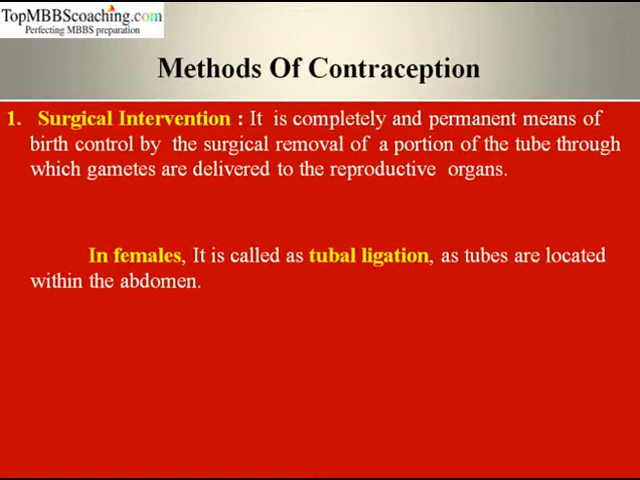 TopMBBScoaching.com
Perfecting MBBS preparation
Methods Of Contraception
1. Surgical Intervention : It is completely and permanent means of
birth control by the surgical removal of a portion of the tube through
which gametes are delivered to the reproductive organs.
In females, It is called as tubal ligation, as tubes are located
within the abdomen.